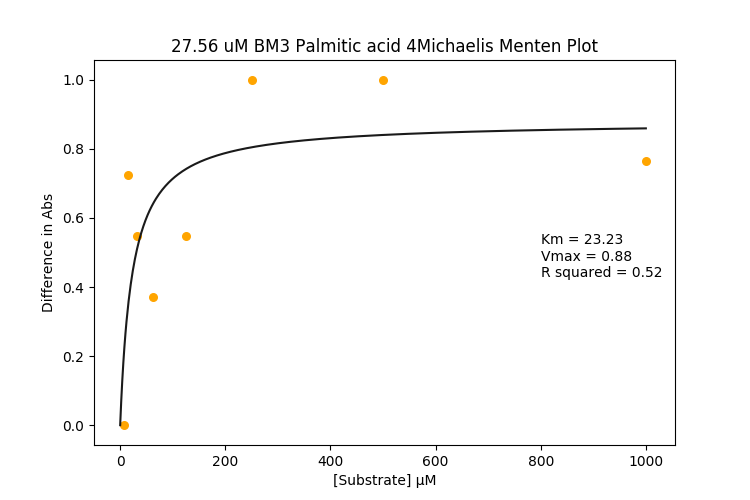 27.56 uM BM3 Palmitic acid 4Michaelis Menten Plot
1.0
0.8
0.6
0.4
0.2
0.0
Difference in Abs
Km = 23.23
Vmax = 0.88
R squared = 0.52
0 200 400 600 800 1000
[Substrate] μM